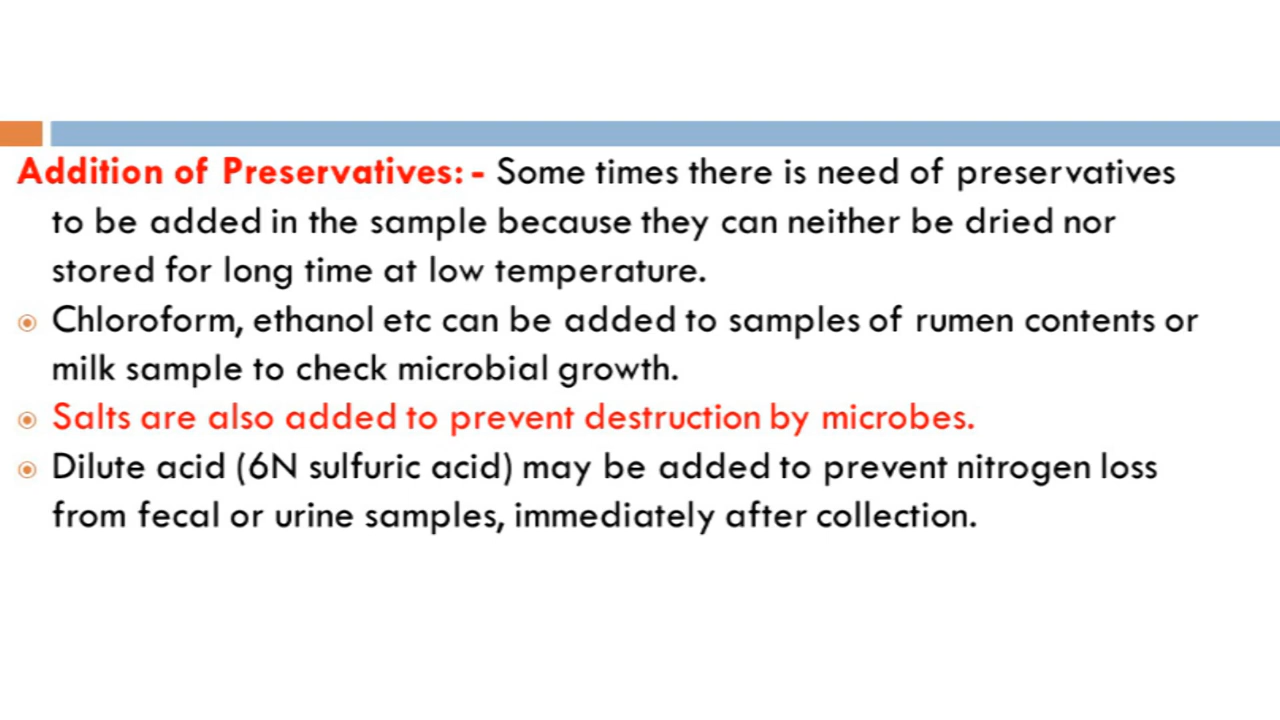 Addition of Preservatives: - Some times there is need of preservatives
to be added in the sample because they can neither be dried nor
stored for long time at low temperature.
Chloroform, ethanol etc can be added to samples of rumen contents or
milk sample to check microbial growth.
Salts are also added to prevent destruction by microbes.
Dilute acid (6N sulfuric acid) may be added to prevent nitrogen loss
from fecal or urine samples, immediately after collection.